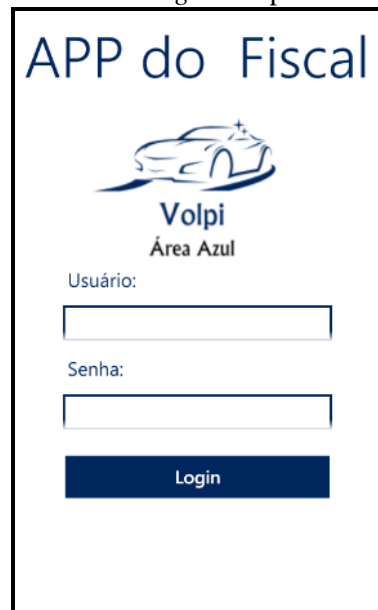 APP do Fiscal
Volpi
Área Azul
Usuário:
Senha:
Login